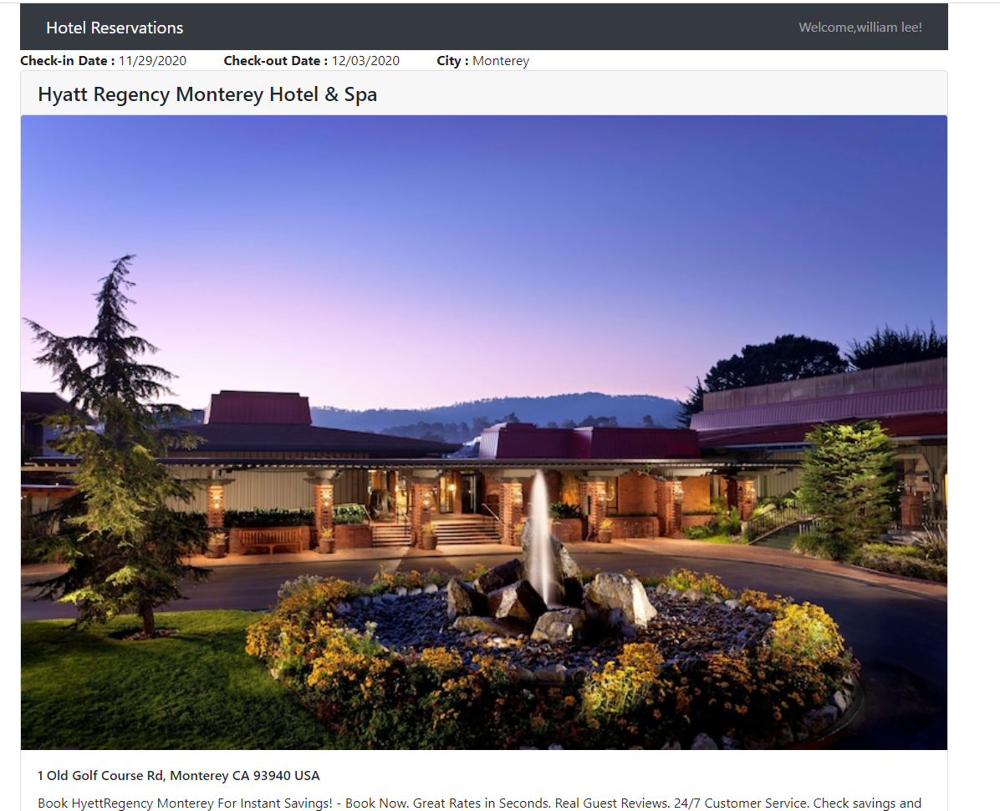 Hotel Reservations Welcome,william lee!
Check-in Date : 11/29/2020 Check-out Date : 12/03/2020 City : Monterey
Hyatt Regency Monterey Hotel & Spa
1 Old Golf Course Rd, Monterey CA 93940 USA
Book HyettRegency Monterey For Instant Savings! - Book Now. Great Rates in Seconds. Real Guest Reviews. 24/7 Customer Service. Check savings and